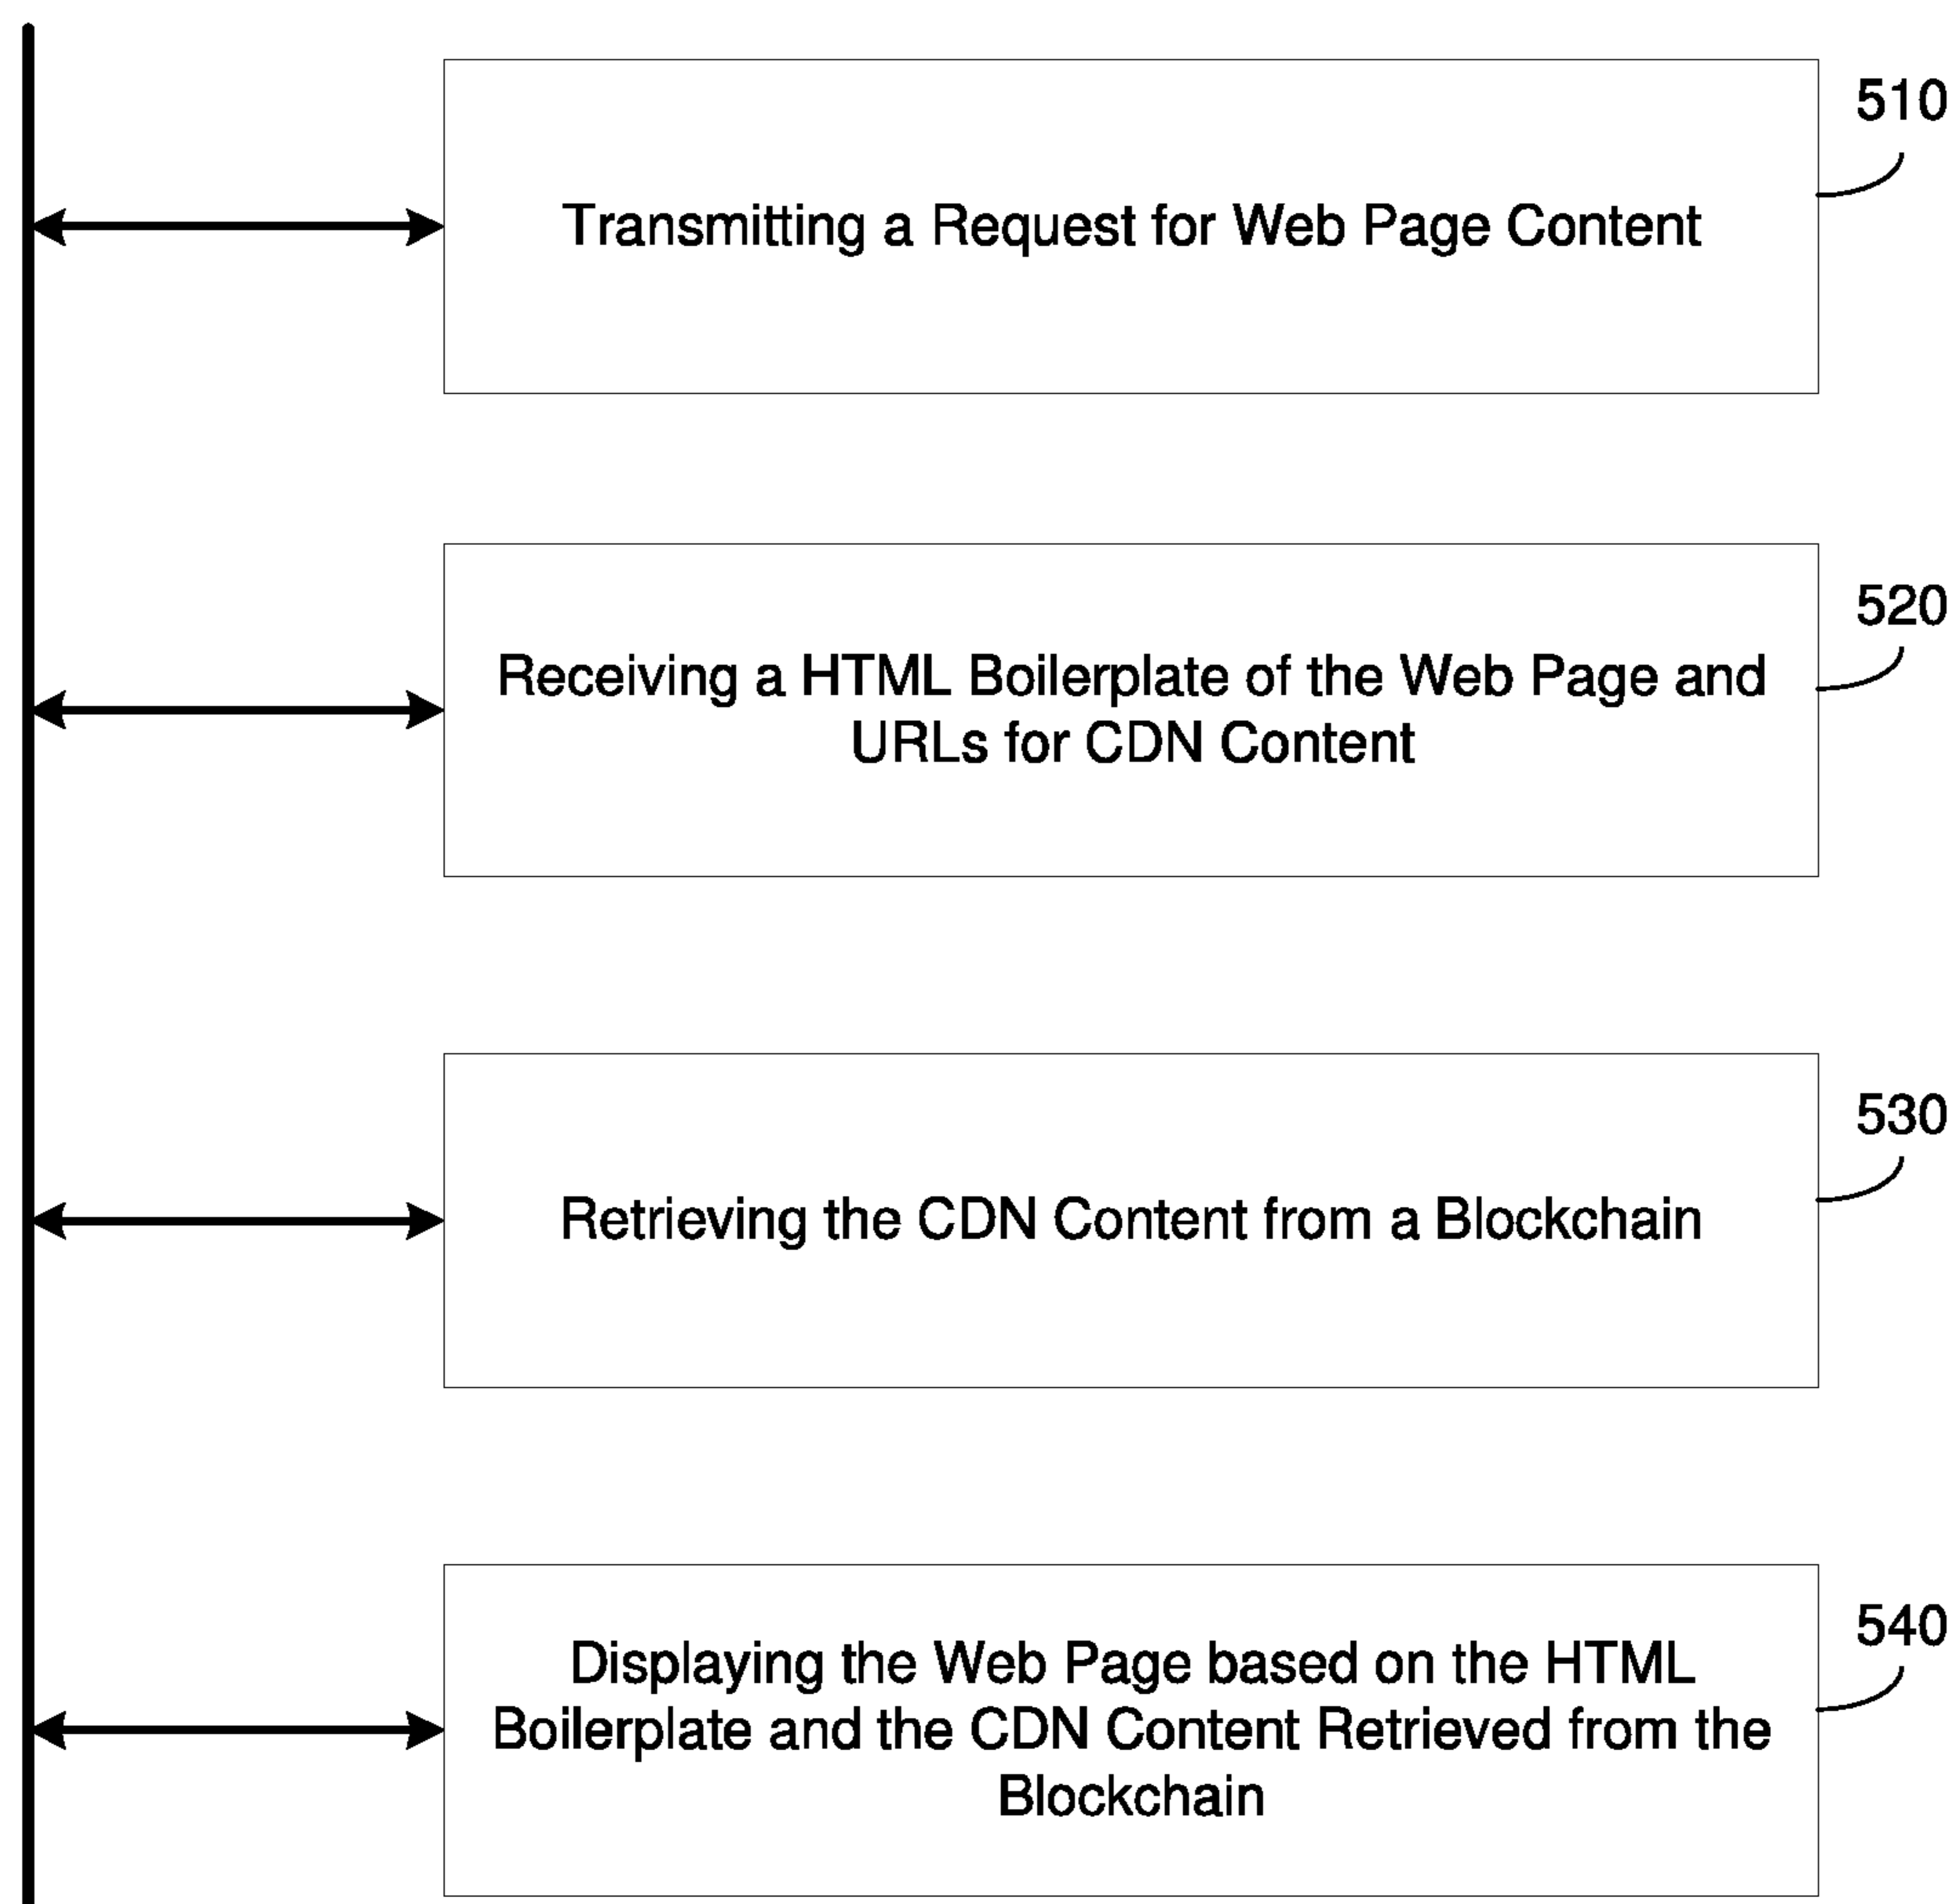 510
Transmitting a Request for Web Page Content
520
Receiving a HTML Boilerplate of the Web Page and
URLs for CDN Content
530
Retrieving the CDN Content from a Blockchain
540
Displaying the Web Page based on the HTML
Boilerplate and the CDN Content Retrieved from the
Blockchain